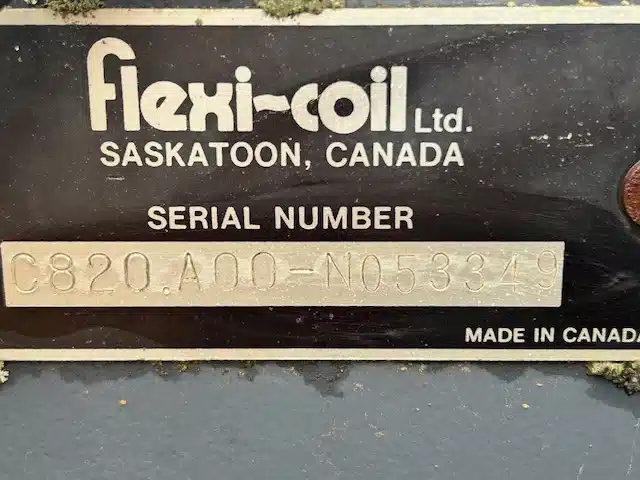 flexi-coil Ltd.
SASKATOON, CANADA
SERIAL NUMBER
C820.A00-N053349
MADE IN CANADA